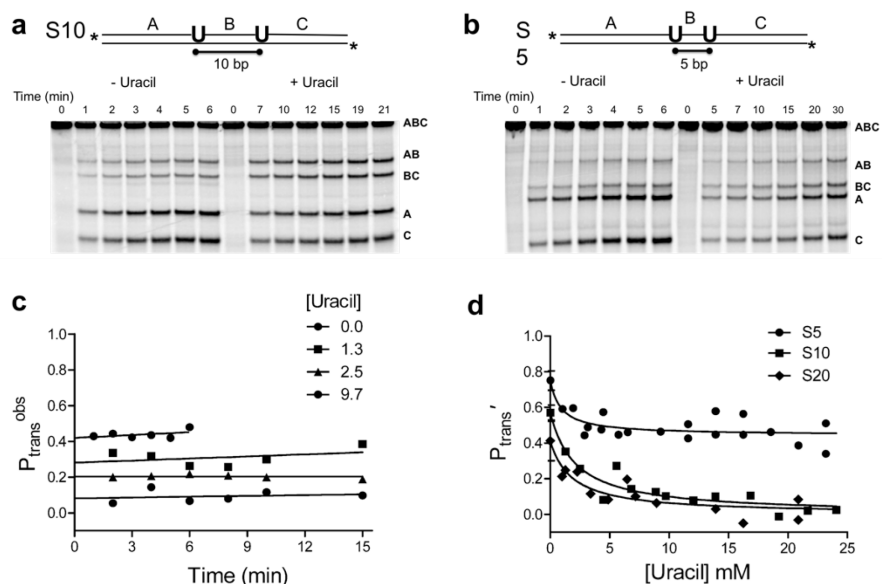 a
S10
*
A
B
C
U
U
*
10 bp
- Uracil
+ Uracil
Time (min)
0 1 2 3 4 5 6 0 7 10 12 15 19 21
ABC
AB
BC
A
C
b
S
5
*
A
B
C
U
U
*
5 bp
- Uracil
+ Uracil
Time (min)
0 1 2 3 4 5 6 0 5 7 10 15 20 30
ABC
AB
BC
A
C
c
[Uracil]
0.0
1.3
2.5
9.7
1.0
0.8
0.6
0.4
0.2
0.0
P trans obs
0 3 6 9 12 15
Time (min)
d
S5
S10
S20
1.0
0.8
0.6
0.4
0.2
0.0
P trans ′
0 5 10 15 20 25
[Uracil] mM